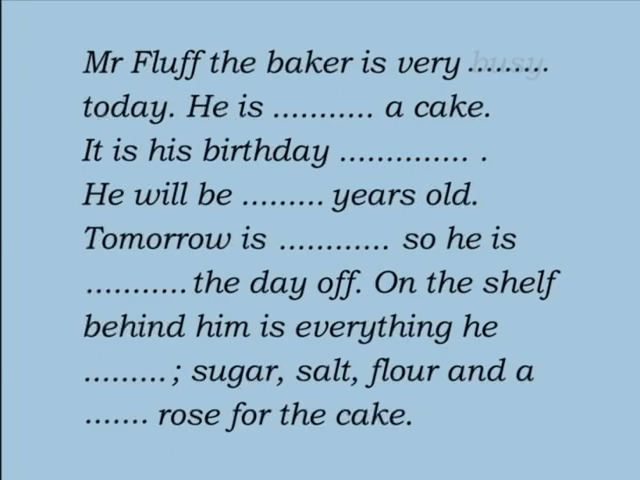 Mr Fluff the baker is very busy.........
today. He is ........... a cake.
It is his birthday .............. .
He will be ......... years old.
Tomorrow is ............ so he is
........... the day off. On the shelf
behind him is everything he
......... ; sugar, salt, flour and a
....... rose for the cake.